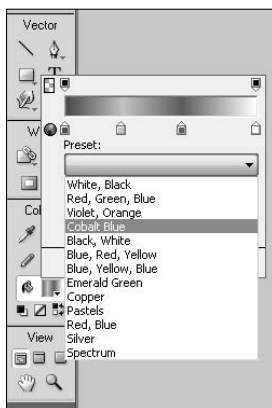 Vector
W
Preset:
White, Black
Red, Green, Blue
Violet, Orange
Cobalt Blue
Black, White
Blue, Red, Yellow
Blue, Yellow, Blue
Emerald Green
Copper
Pastels
Red, Blue
Silver
Spectrum
Col
View